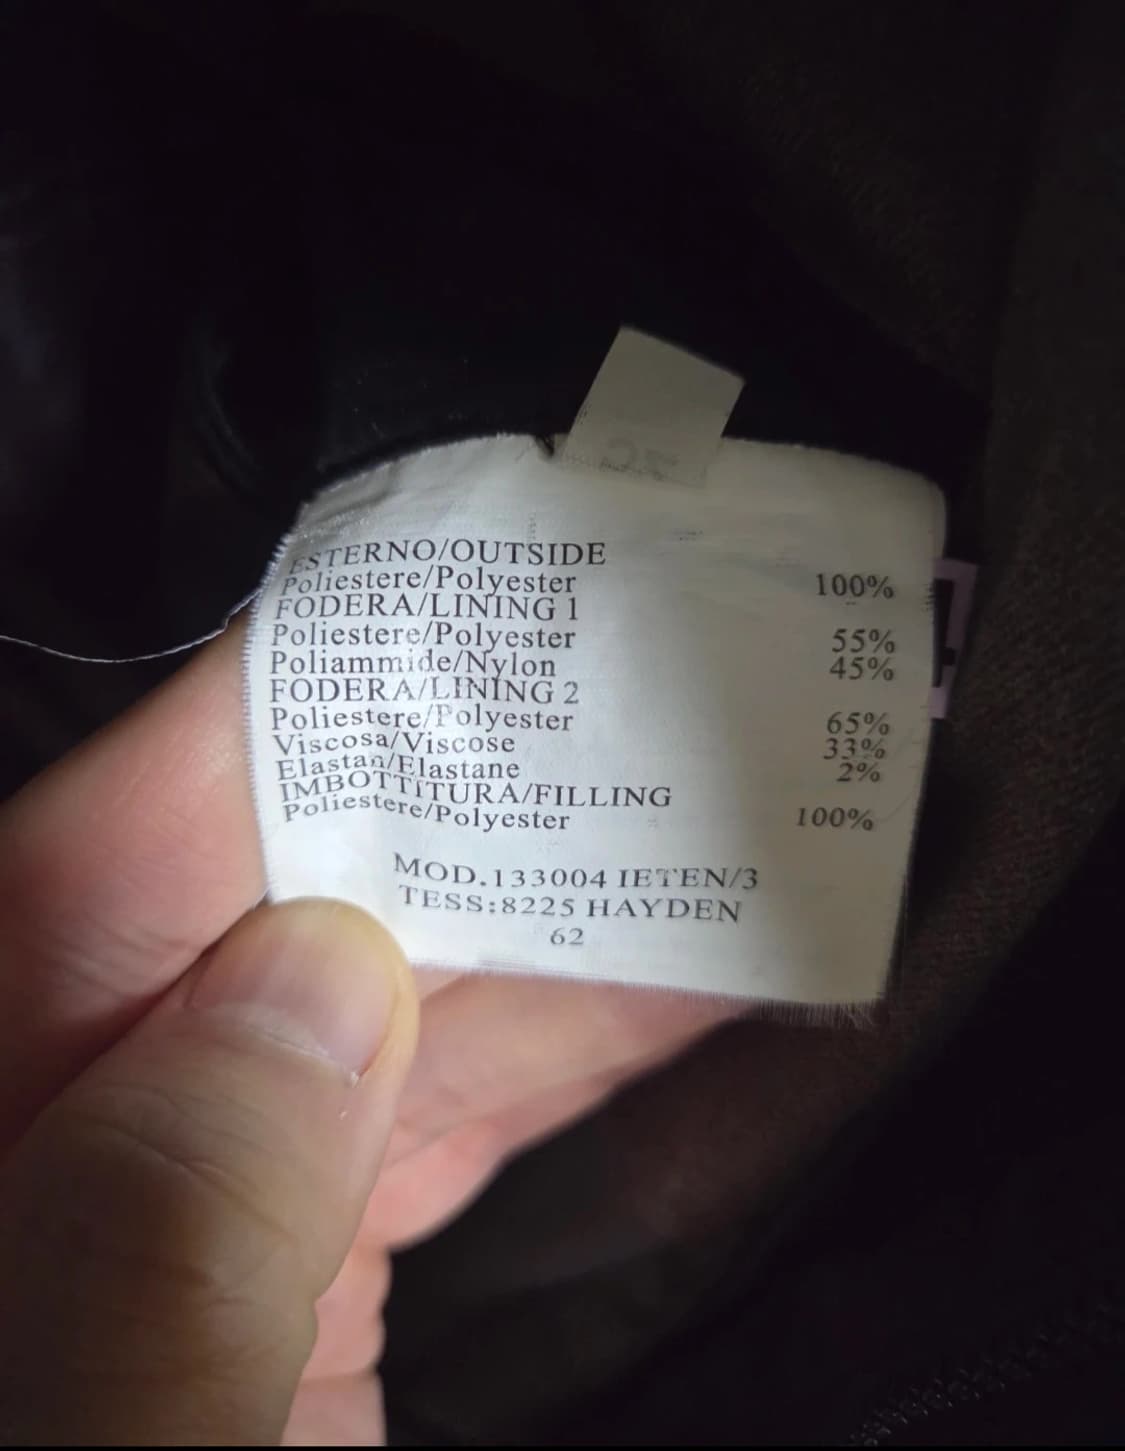 ESTERNO/OUTSIDE
Poliestere/Polyester 100%
FODERA/LINING 1
Poliestere/Polyester 55%
Poliammide/Nylon 45%
FODERA/LINING 2
Poliestere/Polyester 65%
Viscosa/Viscose 33%
Elastan/Elastane 2%
IMBOTTITURA/FILLING
Poliestere/Polyester 100%
MOD.133004 IETEN/3
TESS:8225 HAYDEN
62